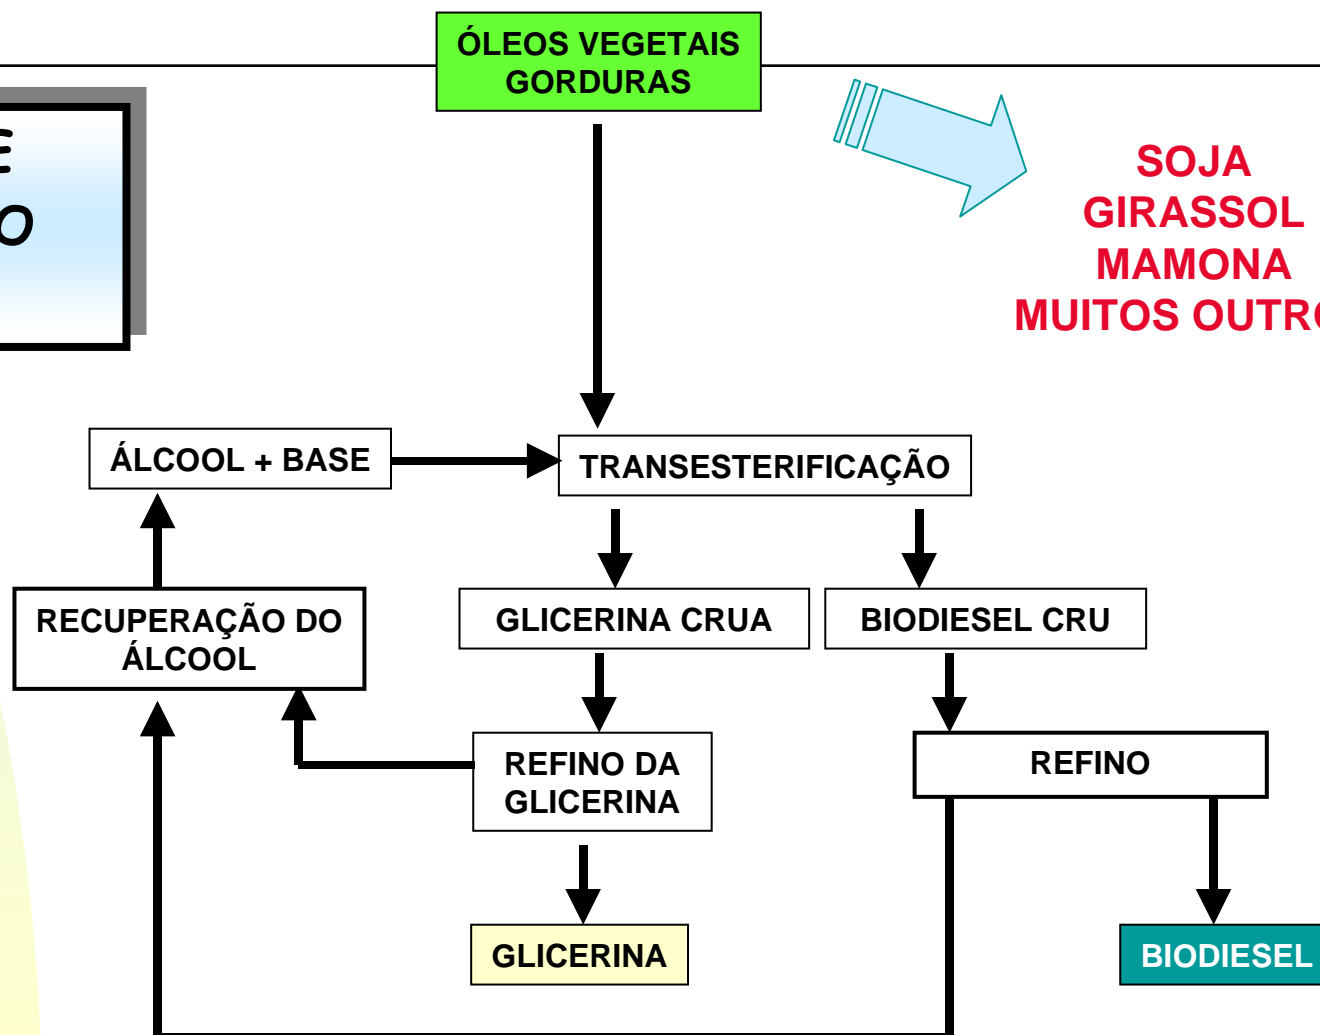 ÓLEOS VEGETAIS
GORDURAS
SOJA
GIRASSOL
MAMONA
MUITOS
ÁLCOOL + BASE
TRANSESTERIFICAÇÃO
RECUPERAÇÃO DO
ÁLCOOL
GLICERINA CRUA
BIODIESEL CRU
REFINO DA
GLICERINA
REFINO
GLICERINA
BIODIESEL